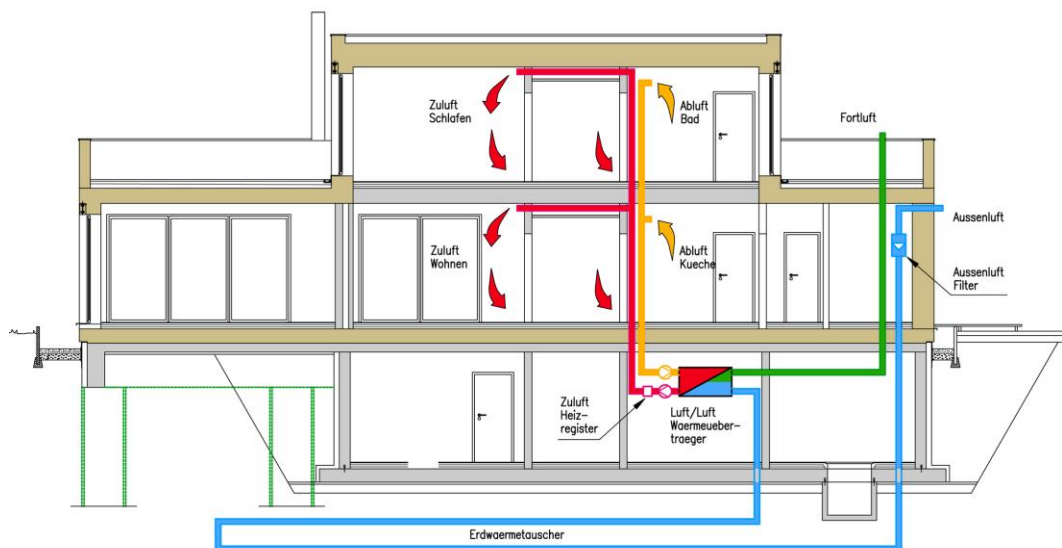 Zuluft
Schlafen
Abluft
Bad
Fortluft
Zuluft
Wohnen
Abluft
Kueche
Aussenluft
Aussenluft
Filter
Zuluft
Heiz-
register
Luft/Luft
Waermeueber-
traeger
Erdwaermetauscher